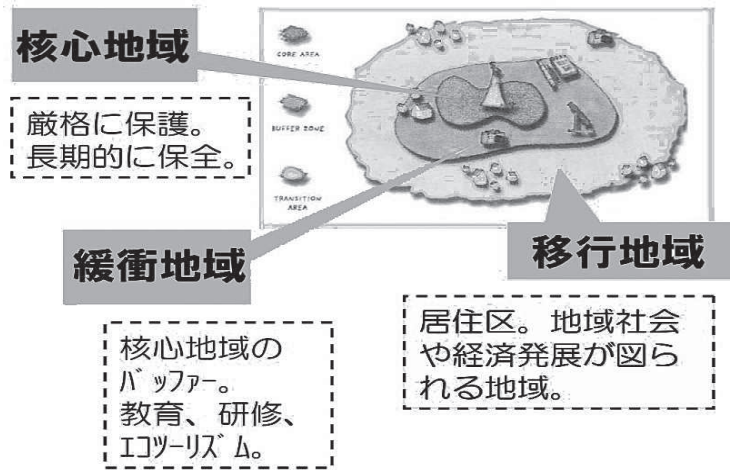 核心地域
厳格に保護。
長期的に保全。
CORE AREA
BUFFER ZONE
TRANSITION
AREA
緩衝地域
核心地域の
バッファー。
教育、研修、
エコツーリズム。
移行地域
居住区。地域社会
や経済発展が図ら
れる地域。